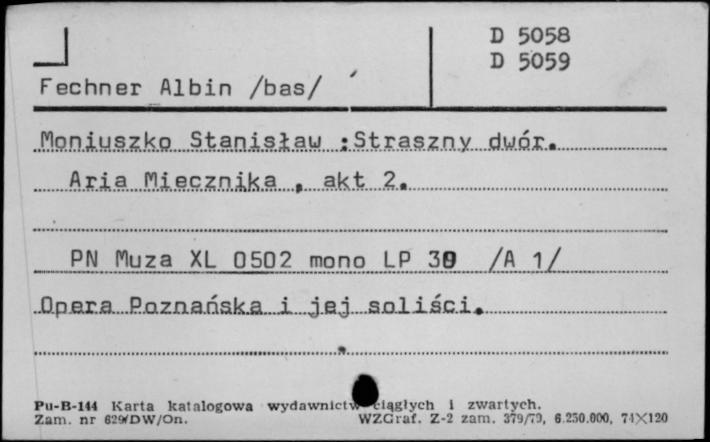 D 5058
D 5059
Fechner Albin /bas/
Moniuszko Stanisław :Straszny dwór.
Aria Miecznika , akt 2.
PN Muza XL 0502 mono LP 30 /A 1/
Opera Poznańska i jej soliści.
Pu-B-144 Karta katalogowa wydawnictw ciągłych i zwartych.
Zam. nr 629/DW/On. WZGraf. Z-2 zam. 379/79, 6.250.000, 74X120